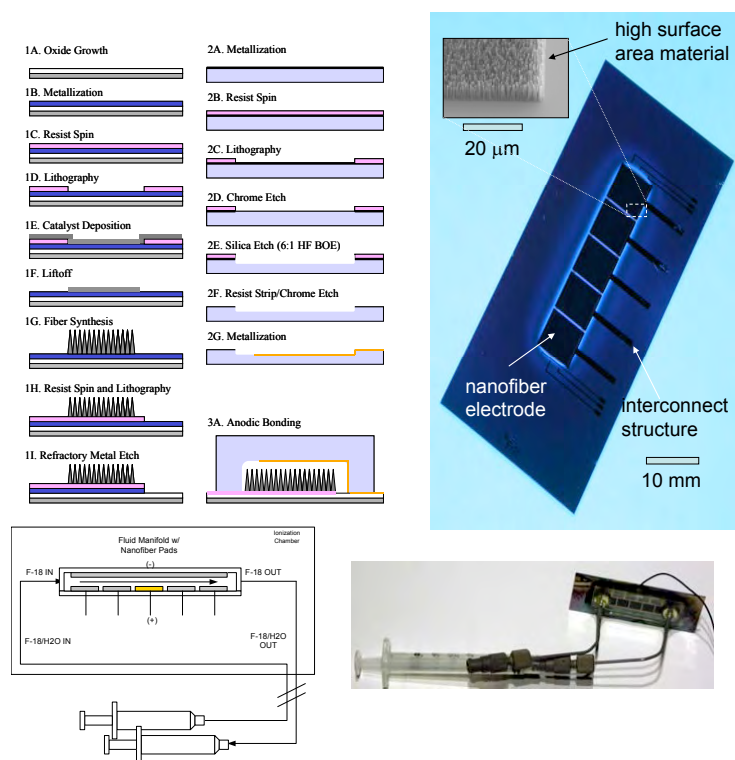 1A. Oxide Growth
1B. Metallization
1C. Resist Spin
1D. Lithography
1E. Catalyst Deposition
1F. Liftoff
1G. Fiber Synthesis
1H. Resist Spin and Lithography
1I. Refractory Metal Etch
2A. Metallization
2B. Resist Spin
2C. Lithography
2D. Chrome Etch
2E. Silica Etch (6:1 HF BOE)
2F. Resist Strip/Chrome Etch
2G. Metallization
3A. Anodic Bonding
high surface
area material
20 µm
nanofiber
electrode
interconnect
structure
10 mm
Ionization
Chamber
Fluid Manifold w/
Nanofiber Pads
(-)
F-18 IN
F-18 OUT
(+)
F-18/H2O IN
F-18/H2O
OUT